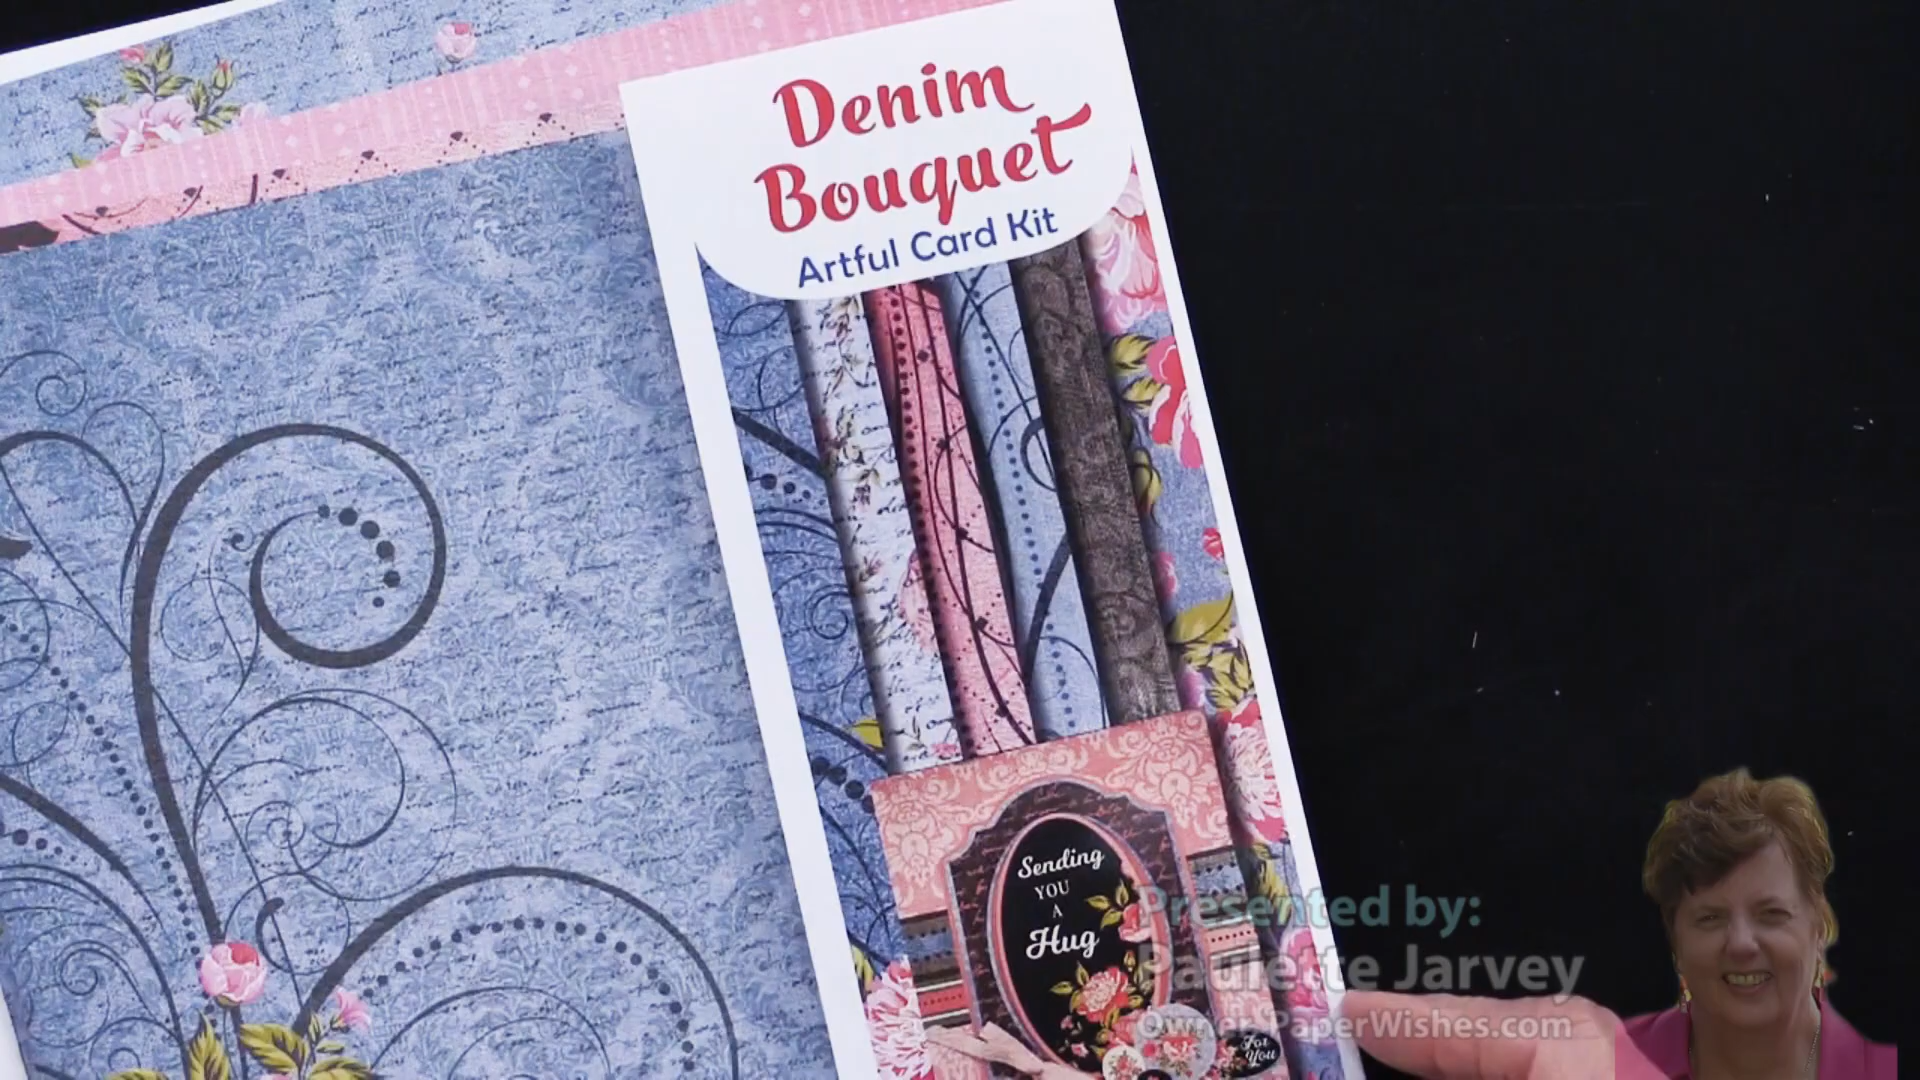 Denim
Bouquet
Artful Card Kit
Sending
YOU
A
Hug
For
You
Presented by:
Paulette Jarvey
Owner PaperWishes.com